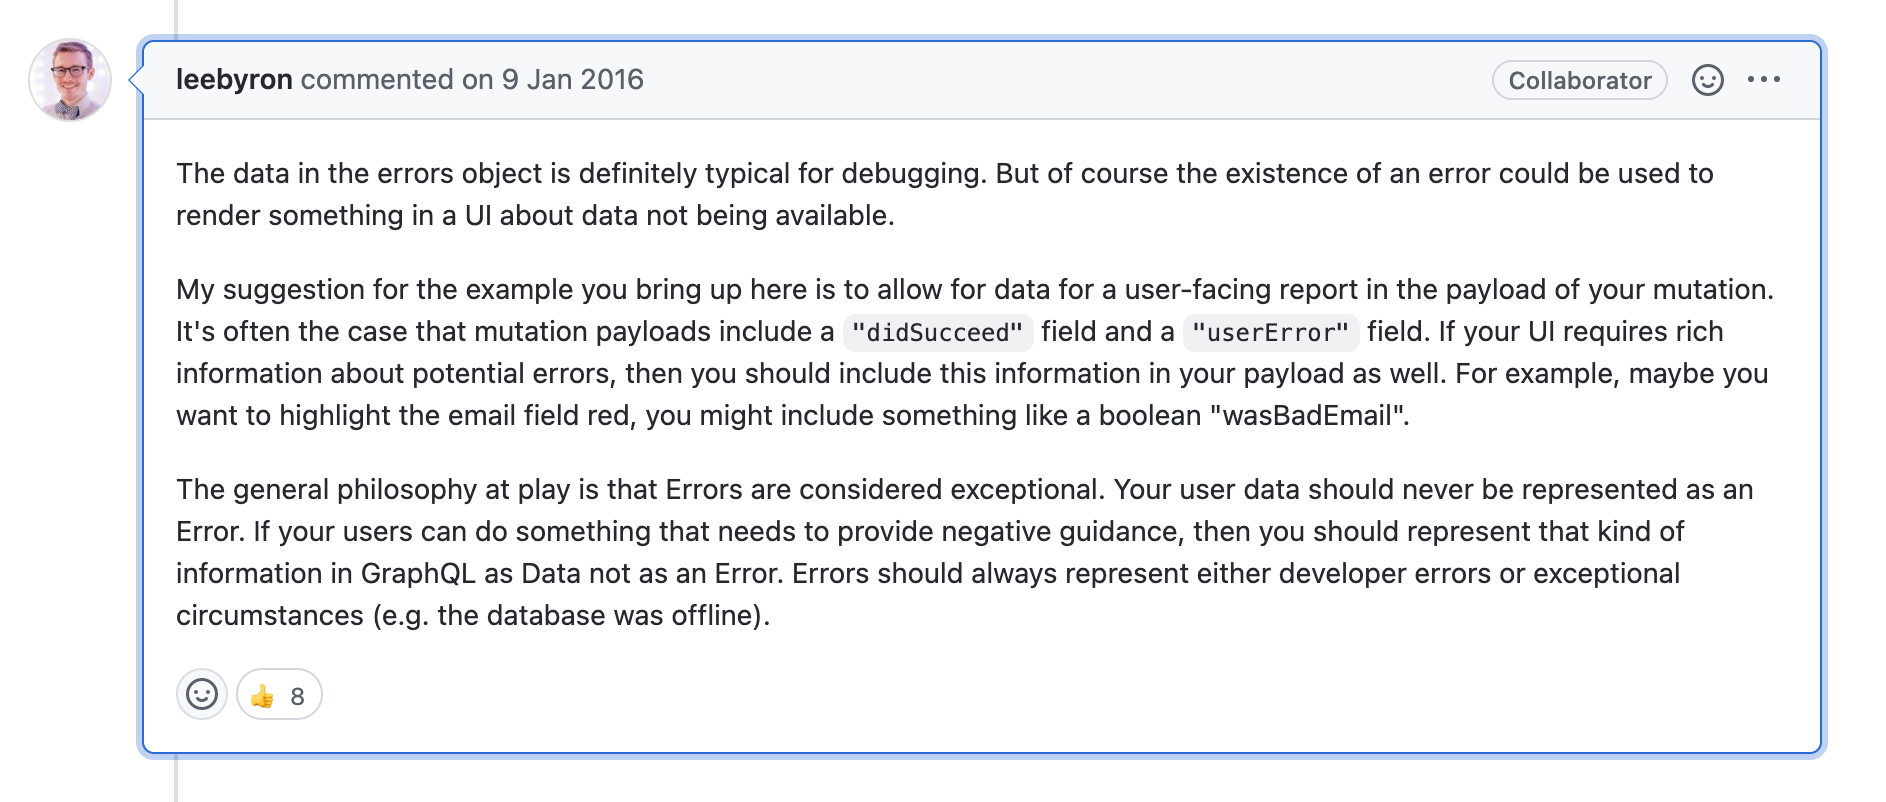 leebyron commented on 9 Jan 2016
Collaborator
The data in the errors object is definitely typical for debugging. But of course the existence of an error could be used to
render something in a UI about data not being available.
My suggestion for the example you bring up here is to allow for data for a user-facing report in the payload of your mutation.
It's often the case that mutation payloads include a "didSucceed" field and a "userError" field. If your UI requires rich
information about potential errors, then you should include this information in your payload as well. For example, maybe you
want to highlight the email field red, you might include something like a boolean "wasBadEmail".
The general philosophy at play is that Errors are considered exceptional. Your user data should never be represented as an
Error. If your users can do something that needs to provide negative guidance, then you should represent that kind of
information in GraphQL as Data not as an Error. Errors should always represent either developer errors or exceptional
circumstances (e.g. the database was offline).
👍 8